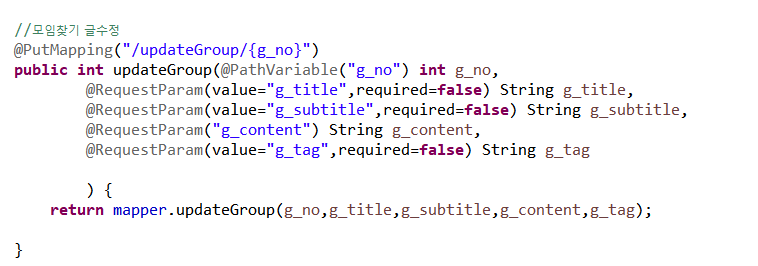 //모임찾기 글수정
@PutMapping("/updateGroup/{g_no}")
public int updateGroup(@PathVariable("g_no") int g_no,
@RequestParam(value="g_title",required=false) String g_title,
@RequestParam(value="g_subtitle",required=false) String g_subtitle,
@RequestParam("g_content") String g_content,
@RequestParam(value="g_tag",required=false) String g_tag
) {
return mapper.updateGroup(g_no,g_title,g_subtitle,g_content,g_tag);
}